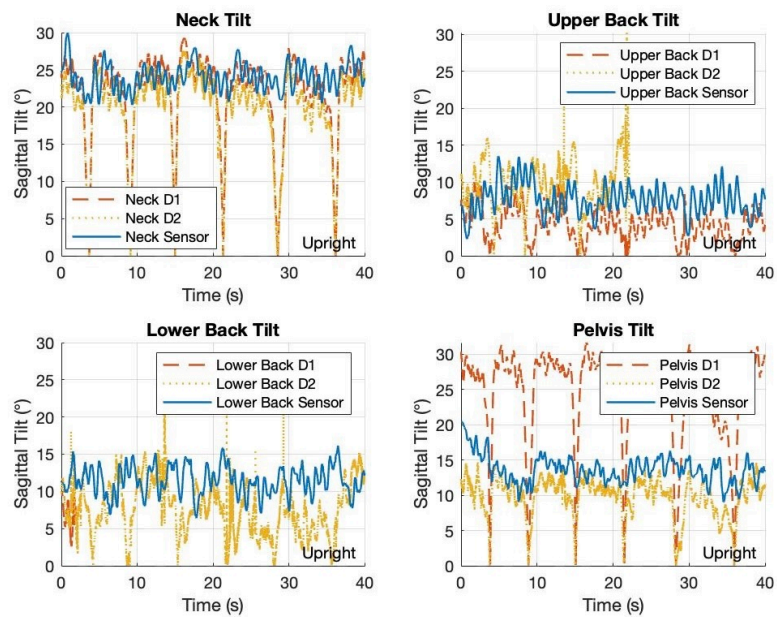 Neck Tilt
30
25
20
15
10
5
0
Sagittal Tilt (°)
Neck D1
Neck D2
Neck Sensor
Upright
0 10 20 30 40
Time (s)
Upper Back Tilt
30
25
20
15
10
5
0
Sagittal Tilt (°)
Upper Back D1
Upper Back D2
Upper Back Sensor
Upright
0 10 20 30 40
Time (s)
Lower Back Tilt
30
25
20
15
10
5
0
Sagittal Tilt (°)
Lower Back D1
Lower Back D2
Lower Back Sensor
Upright
0 10 20 30 40
Time (s)
Pelvis Tilt
30
25
20
15
10
5
0
Sagittal Tilt (°)
Pelvis D1
Pelvis D2
Pelvis Sensor
Upright
0 10 20 30 40
Time (s)